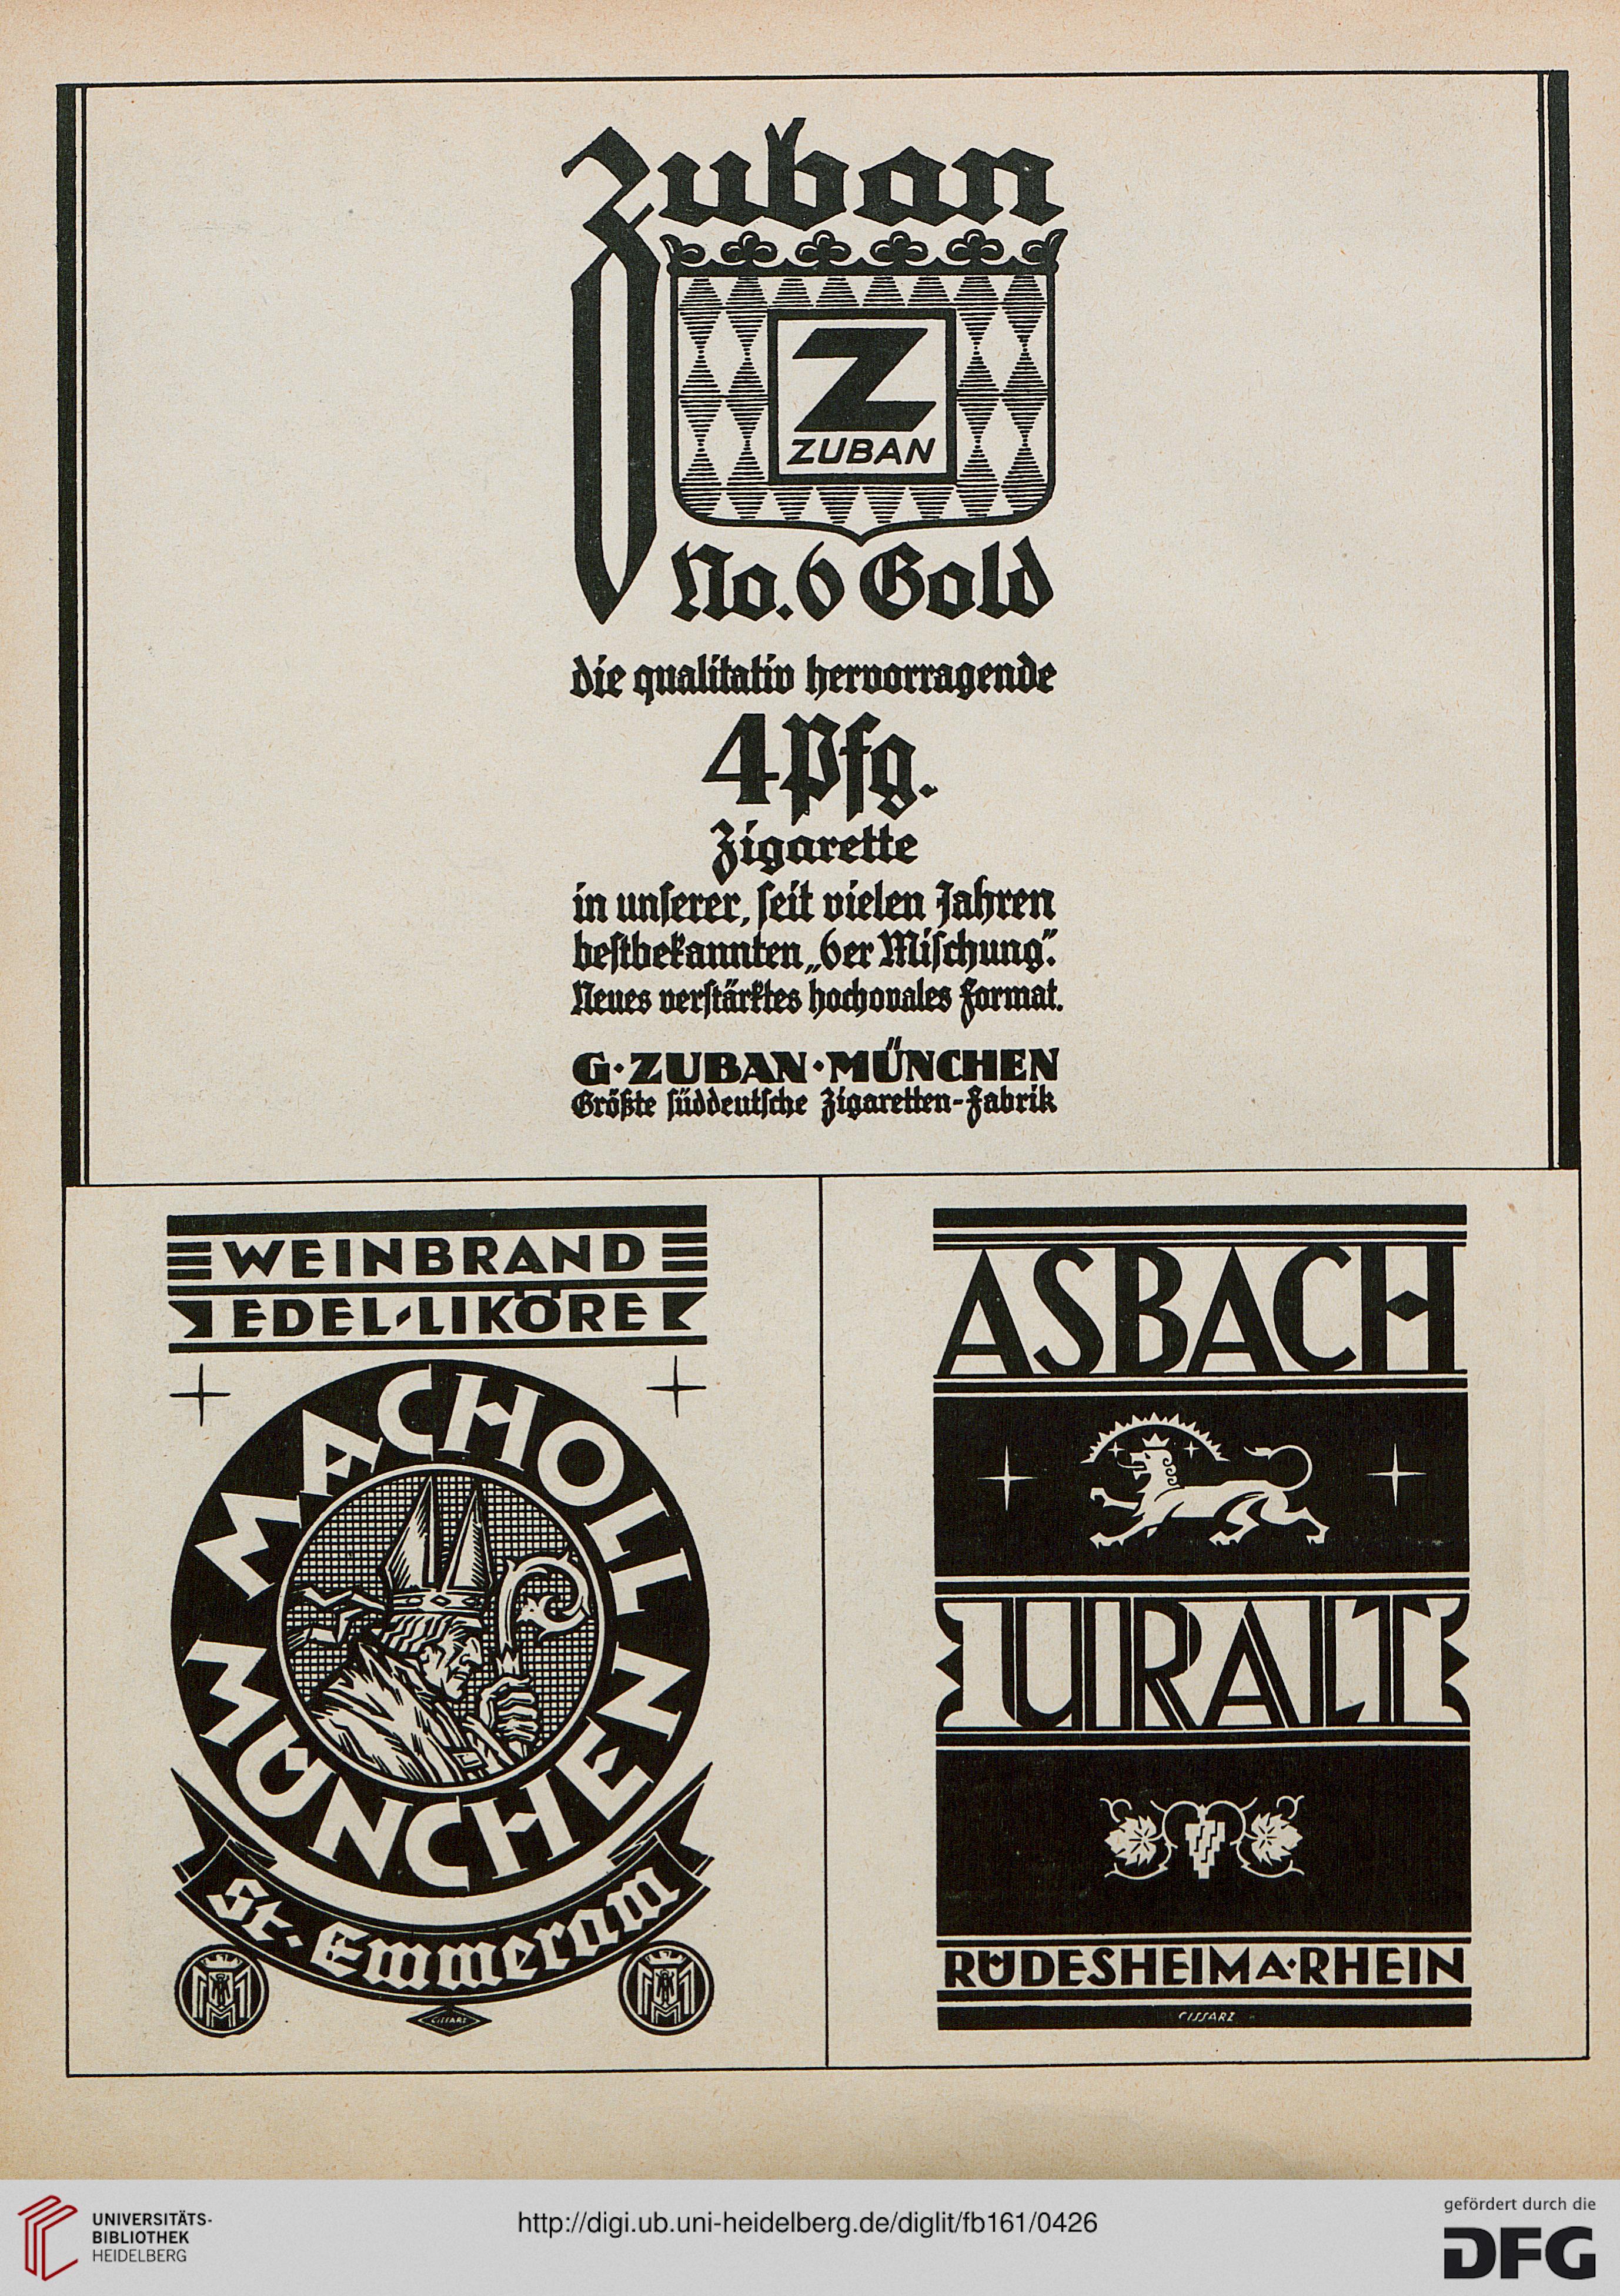 Zuban
Z
ZUBAN
No. 6 Gold
die qualitativ hervorragende
4 Pfg.
Zigarette
in unserer, seit vielen Jahren
bestbekannten „6er Mischung“.
Neues verstärktes hochovales Format.
G·ZUBAN·MÜNCHEN
Größte süddeutsche Zigaretten-Fabrik
WEINBRAND
EDEL-LIKÖRE
MACHOLL
MÜNCHEN
St. Emmeram
CISSARZ
ASBACH
URALT
RÜDESHEIM A·RHEIN
CISSARZ
UNIVERSITÄTS-
BIBLIOTHEK
HEIDELBERG
http://digi.ub.uni-heidelberg.de/diglit/fb161/0426
gefördert durch die
DFG